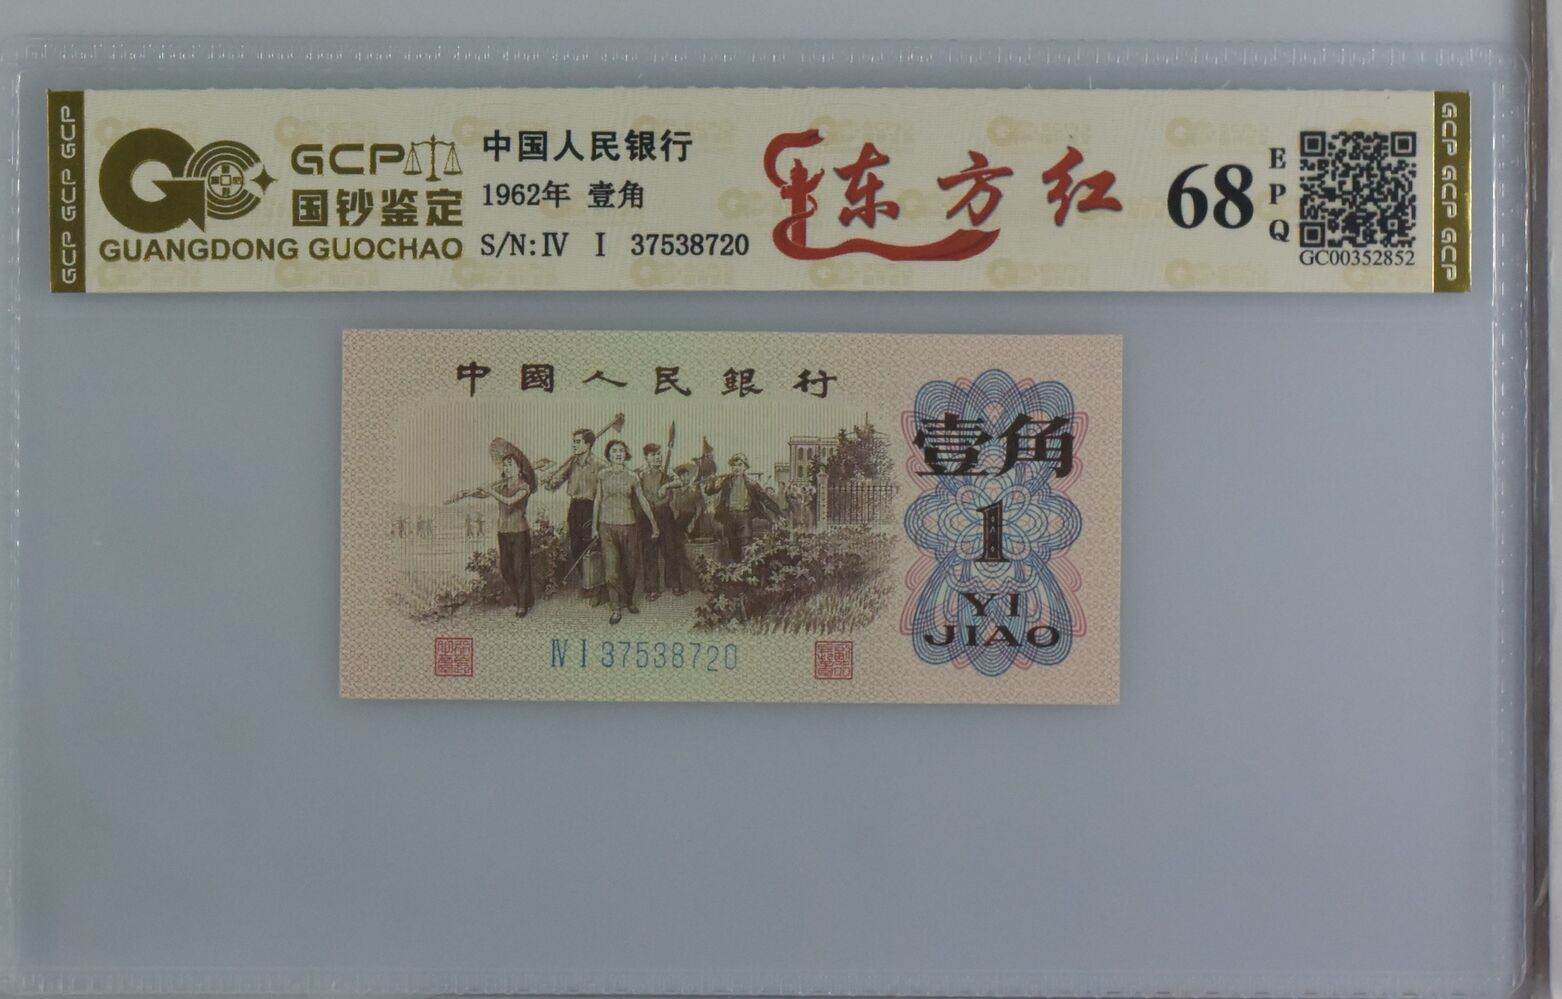 GCP GCP GCP
GCP
国钞鉴定
GUANGDONG GUOCHAO
中国人民银行
1962年 壹角
S/N:Ⅳ Ⅰ 37538720
东方红
68
EPQ
GC00352852
GCP GCP GCP
中國人民銀行
壹角
1
YI
JIAO
Ⅳ Ⅰ 37538720